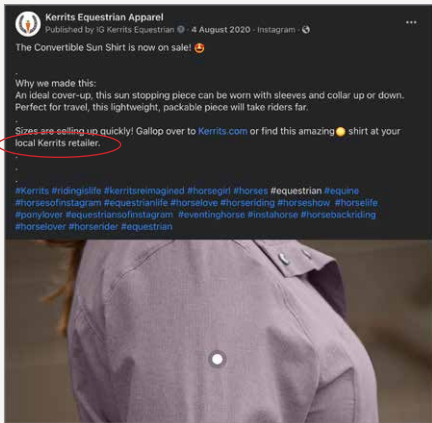 Kerrits Equestrian Apparel
Published by IG Kerrits Equestrian · 4 August 2020 · Instagram ·
The Convertible Sun Shirt is now on sale! 🤩
.
Why we made this:
An ideal cover-up, this sun stopping piece can be worn with sleeves and collar up or down.
Perfect for travel, this lightweight, packable piece will take riders far.
.
Sizes are selling up quickly! Gallop over to Kerrits.com or find this amazing🌕 shirt at your
local Kerrits retailer.
.
.
.
#Kerrits #ridingislife #kerritsreimagined #horsegirl #horses #equestrian #equine
#horsesofinstagram #equestrianlife #horselove #horseriding #horseshow #horselife
#ponylover #equestriansofinstagram #eventinghorse #instahorse #horsebackriding
#horselover #horserider #equestrian